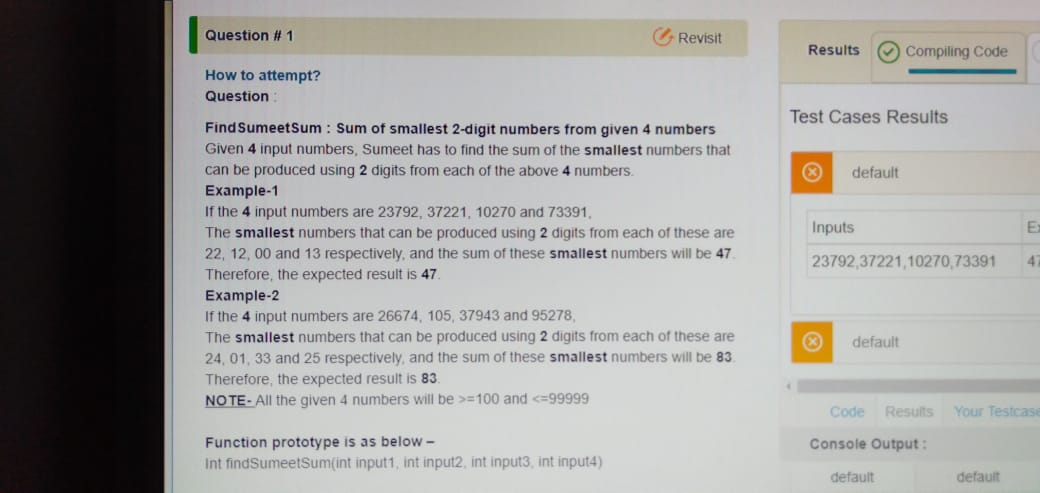 Question # 1
Revisit
How to attempt?
Question :
FindSumeetSum : Sum of smallest 2-digit numbers from given 4 numbers
Given 4 input numbers, Sumeet has to find the sum of the smallest numbers that
can be produced using 2 digits from each of the above 4 numbers.
Example-1
If the 4 input numbers are 23792, 37221, 10270 and 73391,
The smallest numbers that can be produced using 2 digits from each of these are
22, 12, 00 and 13 respectively, and the sum of these smallest numbers will be 47.
Therefore, the expected result is 47.
Example-2
If the 4 input numbers are 26674, 105, 37943 and 95278,
The smallest numbers that can be produced using 2 digits from each of these are
24, 01, 33 and 25 respectively, and the sum of these smallest numbers will be 83.
Therefore, the expected result is 83.
NOTE- All the given 4 numbers will be >=100 and <=99999
Function prototype is as below –
Int findSumeetSum(int input1, int input2, int input3, int input4)
Results
Compiling Code
Test Cases Results
default
Inputs
23792,37221,10270,73391
47
default
Code Results Your Testcase
Console Output :
default default